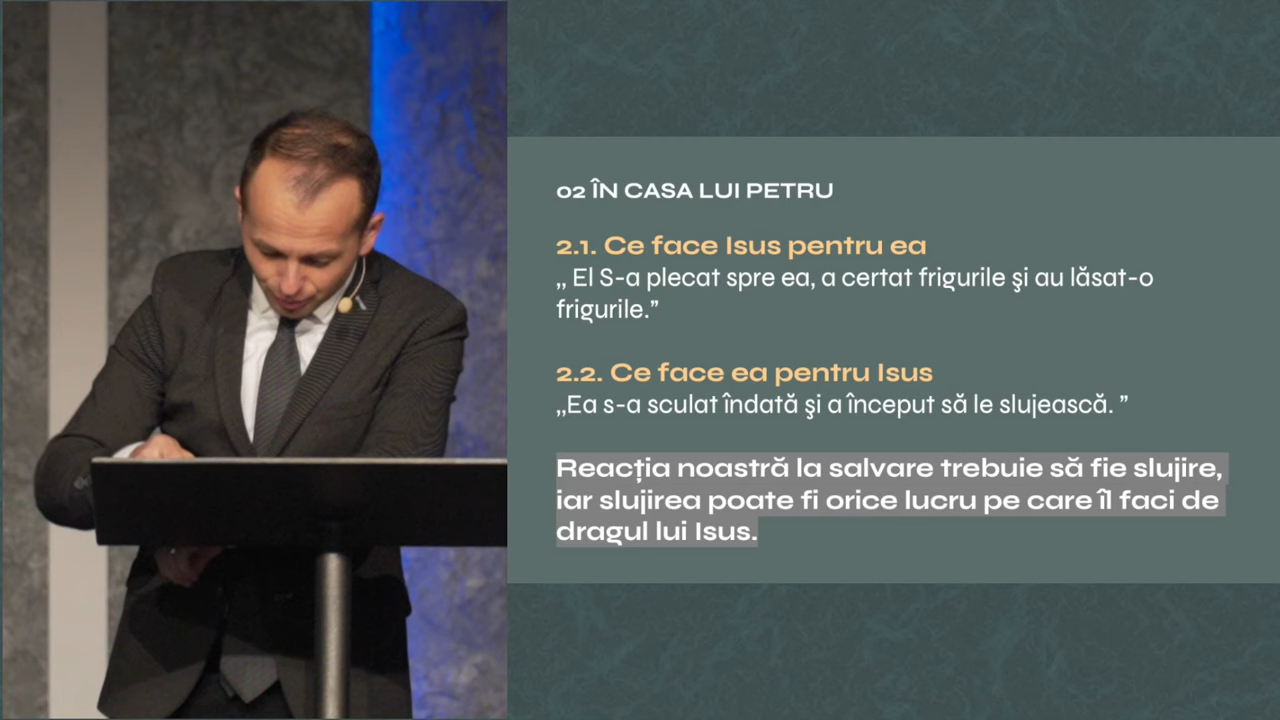 02 ÎN CASA LUI PETRU
2.1. Ce face Isus pentru ea
„ El S-a plecat spre ea, a certat frigurile şi au lăsat-o
frigurile.”
2.2. Ce face ea pentru Isus
„Ea s-a sculat îndată şi a început să le slujească. ”
Reacția noastră la salvare trebuie să fie slujire,
iar slujirea poate fi orice lucru pe care îl faci de
dragul lui Isus.